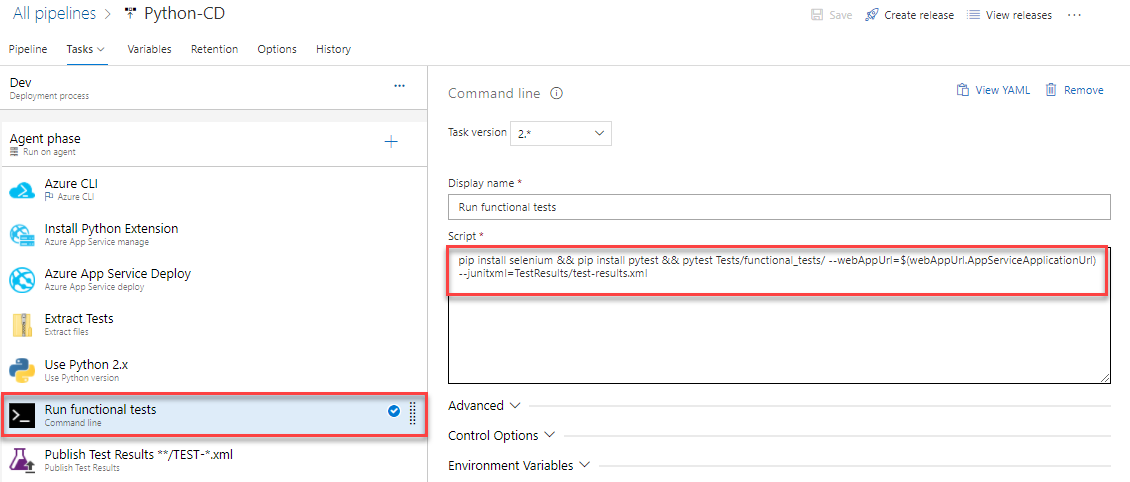 All pipelines > Python-CD
Save Create release View releases ...
Pipeline Tasks Variables Retention Options History
Dev
Deployment process
...
Agent phase
Run on agent
+
Azure CLI
Azure CLI
Install Python Extension
Azure App Service manage
Azure App Service Deploy
Azure App Service deploy
Extract Tests
Extract files
Use Python 2.x
Use Python version
Run functional tests
Command line
Publish Test Results **/TEST-*.xml
Publish Test Results
Command line
View YAML Remove
Task version 2.*
Display name *
Run functional tests
Script *
pip install selenium && pip install pytest && pytest Tests/functional_tests/ --webAppUrl=$(webAppUrl.AppServiceApplicationUrl)
--junitxml=TestResults/test-results.xml
Advanced
Control Options
Environment Variables